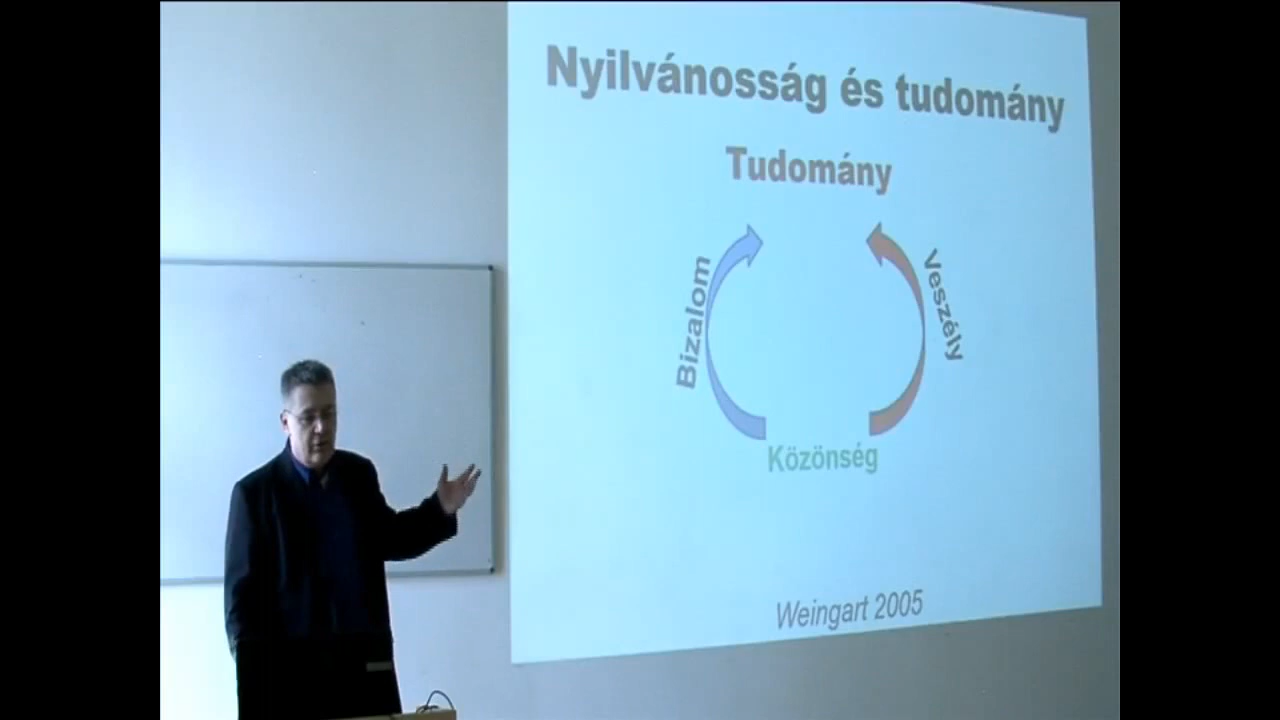 Nyilvánosság és tudomány
Tudomány
Bizalom
Veszély
Közönség
Weingart 2005